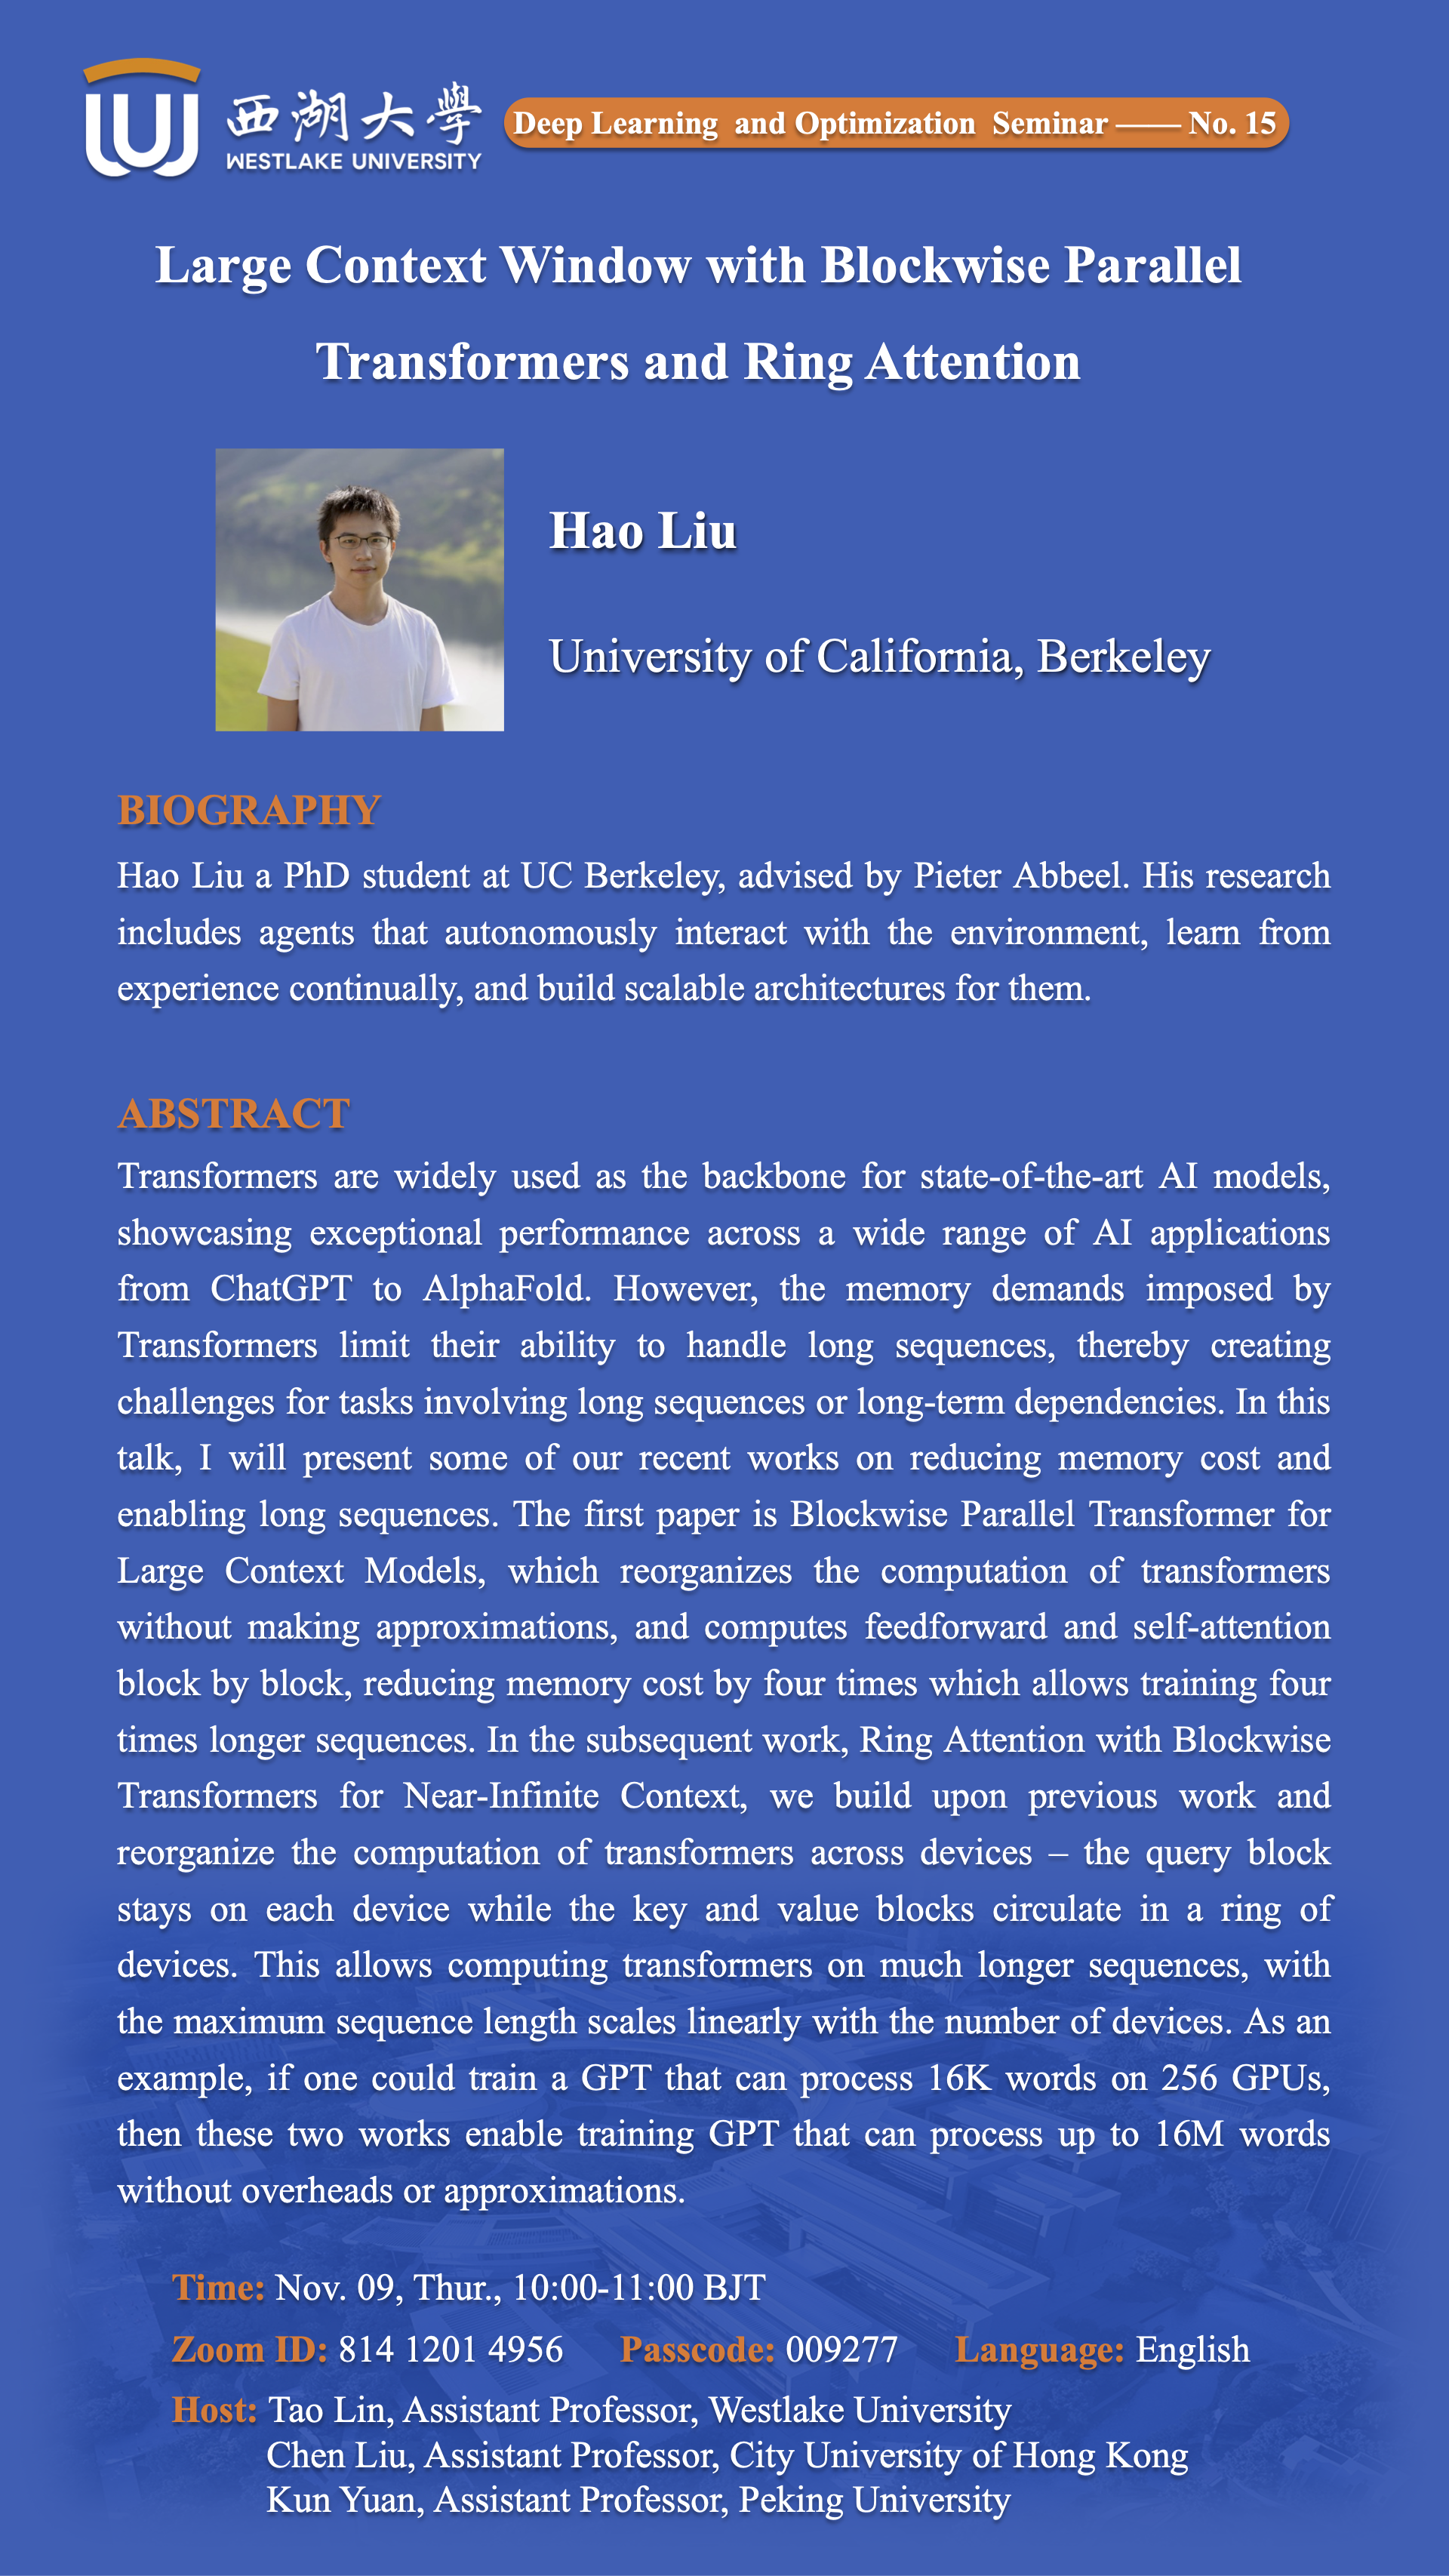 西湖大學
WESTLAKE UNIVERSITY
Deep Learning and Optimization Seminar —— No. 15
Large Context Window with Blockwise Parallel
Transformers and Ring Attention
Hao Liu
University of California, Berkeley
BIOGRAPHY
Hao Liu a PhD student at UC Berkeley, advised by Pieter Abbeel. His research
includes agents that autonomously interact with the environment, learn from
experience continually, and build scalable architectures for them.
ABSTRACT
Transformers are widely used as the backbone for state-of-the-art AI models,
showcasing exceptional performance across a wide range of AI applications
from ChatGPT to AlphaFold. However, the memory demands imposed by
Transformers limit their ability to handle long sequences, thereby creating
challenges for tasks involving long sequences or long-term dependencies. In this
talk, I will present some of our recent works on reducing memory cost and
enabling long sequences. The first paper is Blockwise Parallel Transformer for
Large Context Models, which reorganizes the computation of transformers
without making approximations, and computes feedforward and self-attention
block by block, reducing memory cost by four times which allows training four
times longer sequences. In the subsequent work, Ring Attention with Blockwise
Transformers for Near-Infinite Context, we build upon previous work and
reorganize the computation of transformers across devices – the query block
stays on each device while the key and value blocks circulate in a ring of
devices. This allows computing transformers on much longer sequences, with
the maximum sequence length scales linearly with the number of devices. As an
example, if one could train a GPT that can process 16K words on 256 GPUs,
then these two works enable training GPT that can process up to 16M words
without overheads or approximations.
Time: Nov. 09, Thur., 10:00-11:00 BJT
Zoom ID: 814 1201 4956 Passcode: 009277 Language: English
Host: Tao Lin, Assistant Professor, Westlake University
Chen Liu, Assistant Professor, City University of Hong Kong
Kun Yuan, Assistant Professor, Peking University